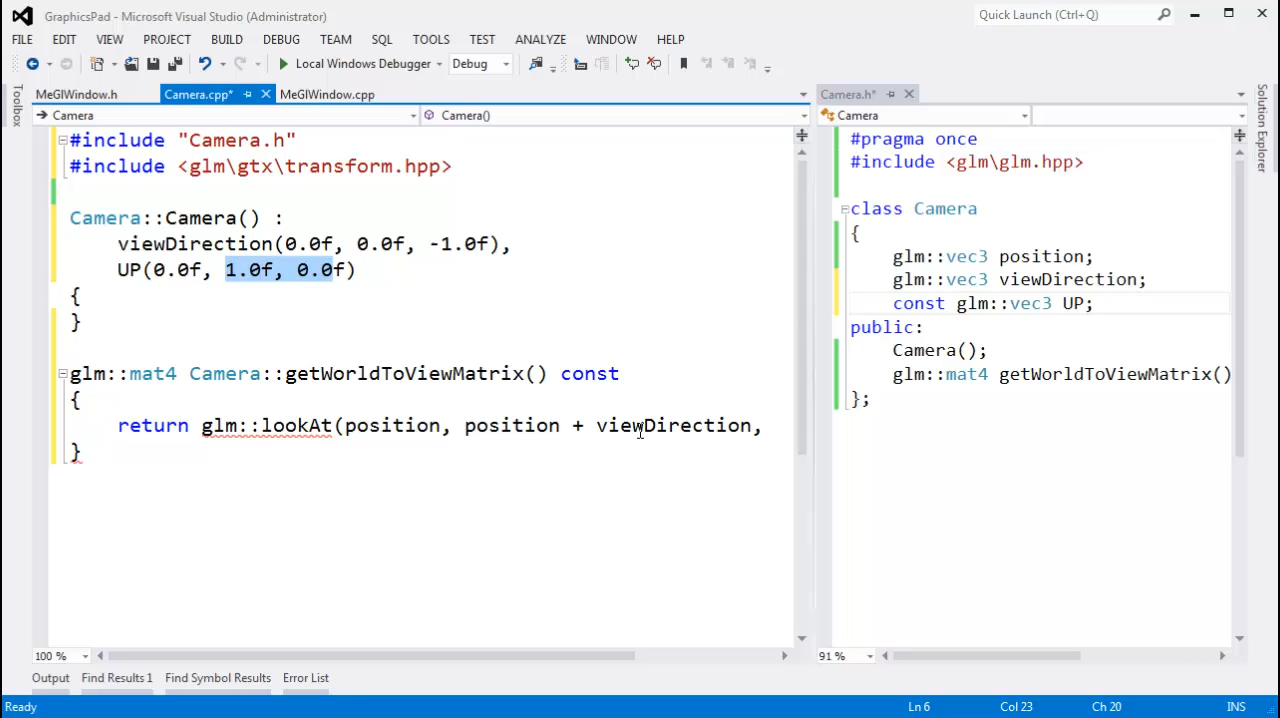 GraphicsPad - Microsoft Visual Studio (Administrator)
Quick Launch (Ctrl+Q)
FILE EDIT VIEW PROJECT BUILD DEBUG TEAM SQL TOOLS TEST ANALYZE WINDOW HELP
Local Windows Debugger Debug
Toolbox
MeGlWindow.h Camera.cpp* MeGlWindow.cpp
Camera Camera()
#include "Camera.h"
#include <glm\gtx\transform.hpp>
Camera::Camera() :
viewDirection(0.0f, 0.0f, -1.0f),
UP(0.0f, 1.0f, 0.0f)
{
}
glm::mat4 Camera::getWorldToViewMatrix() const
{
return glm::lookAt(position, position + viewDirection,
}
100 %
Camera.h*
Camera
#pragma once
#include <glm\glm.hpp>
class Camera
{
glm::vec3 position;
glm::vec3 viewDirection;
const glm::vec3 UP;
public:
Camera();
glm::mat4 getWorldToViewMatrix()
};
91 %
Solution Explorer
Output Find Results 1 Find Symbol Results Error List
Ready Ln 6 Col 23 Ch 20 INS